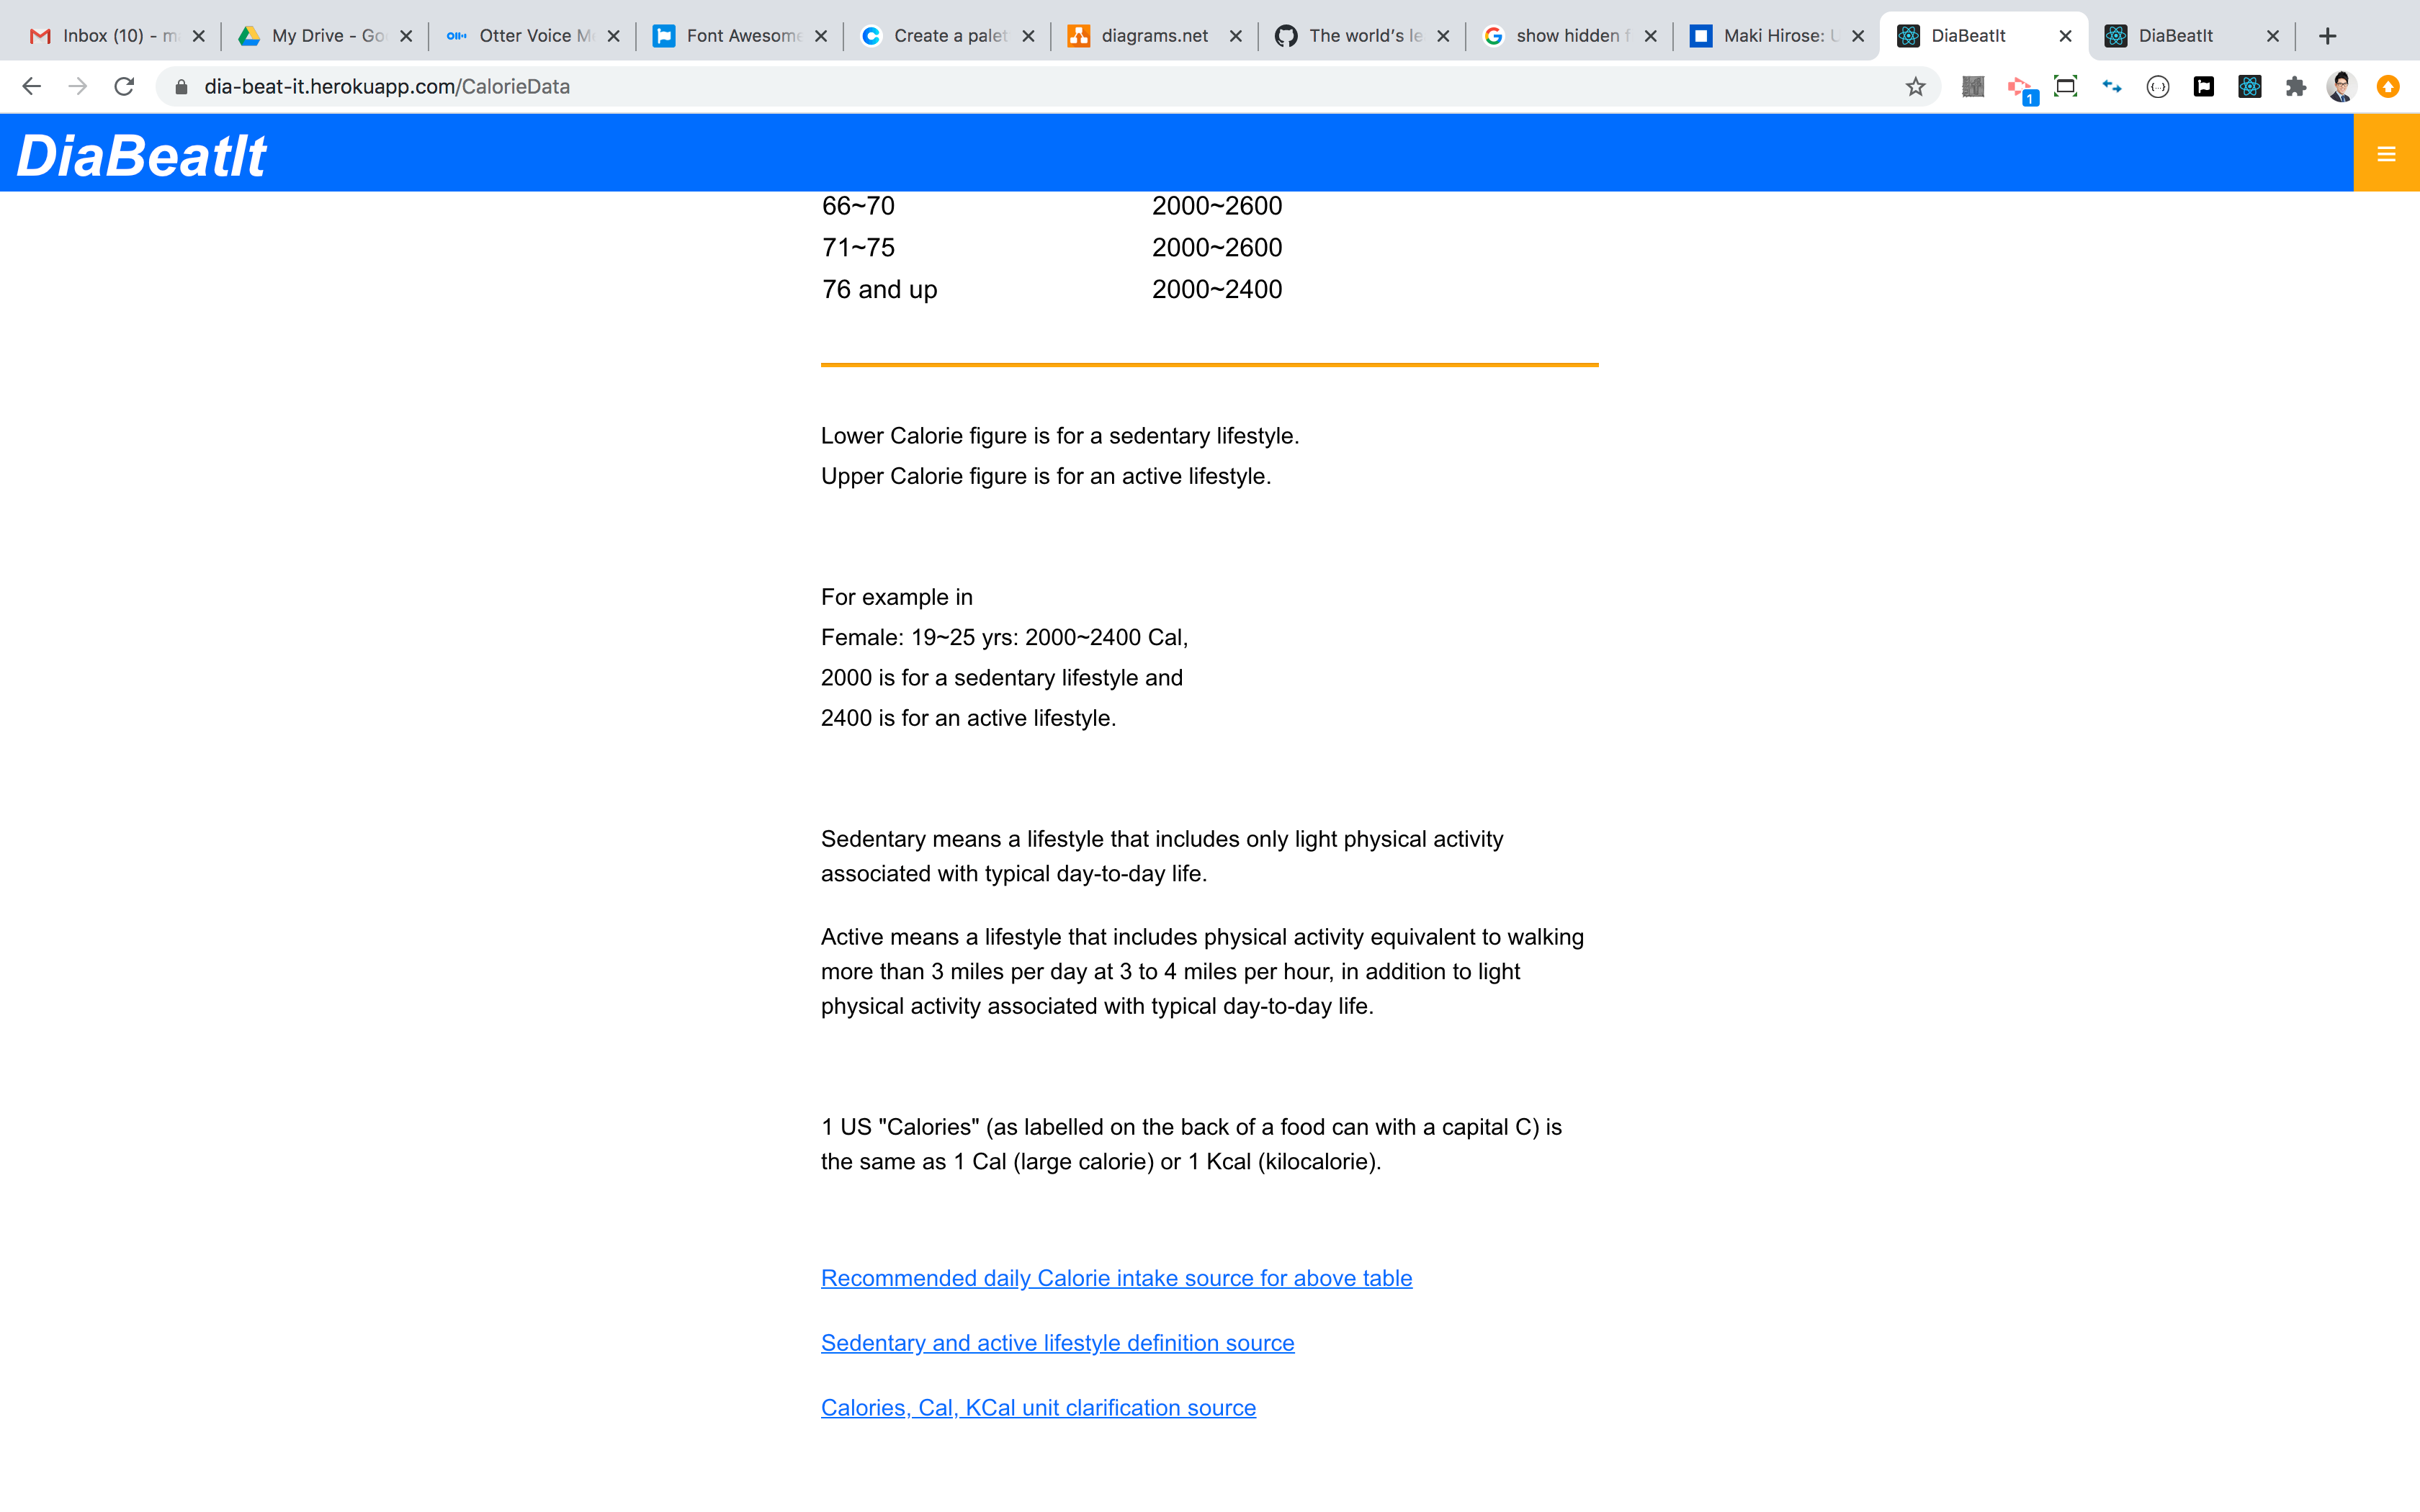 Inbox (10) - m
My Drive - Go
Otter Voice M
Font Awesome
Create a palet
diagrams.net
The world's le
show hidden f
Maki Hirose: U
DiaBeatIt
DiaBeatIt
dia-beat-it.herokuapp.com/CalorieData
1
DiaBeatIt
66~70 2000~2600
71~75 2000~2600
76 and up 2000~2400
Lower Calorie figure is for a sedentary lifestyle.
Upper Calorie figure is for an active lifestyle.
For example in
Female: 19~25 yrs: 2000~2400 Cal,
2000 is for a sedentary lifestyle and
2400 is for an active lifestyle.
Sedentary means a lifestyle that includes only light physical activity
associated with typical day-to-day life.
Active means a lifestyle that includes physical activity equivalent to walking
more than 3 miles per day at 3 to 4 miles per hour, in addition to light
physical activity associated with typical day-to-day life.
1 US "Calories" (as labelled on the back of a food can with a capital C) is
the same as 1 Cal (large calorie) or 1 Kcal (kilocalorie).
Recommended daily Calorie intake source for above table
Sedentary and active lifestyle definition source
Calories, Cal, KCal unit clarification source